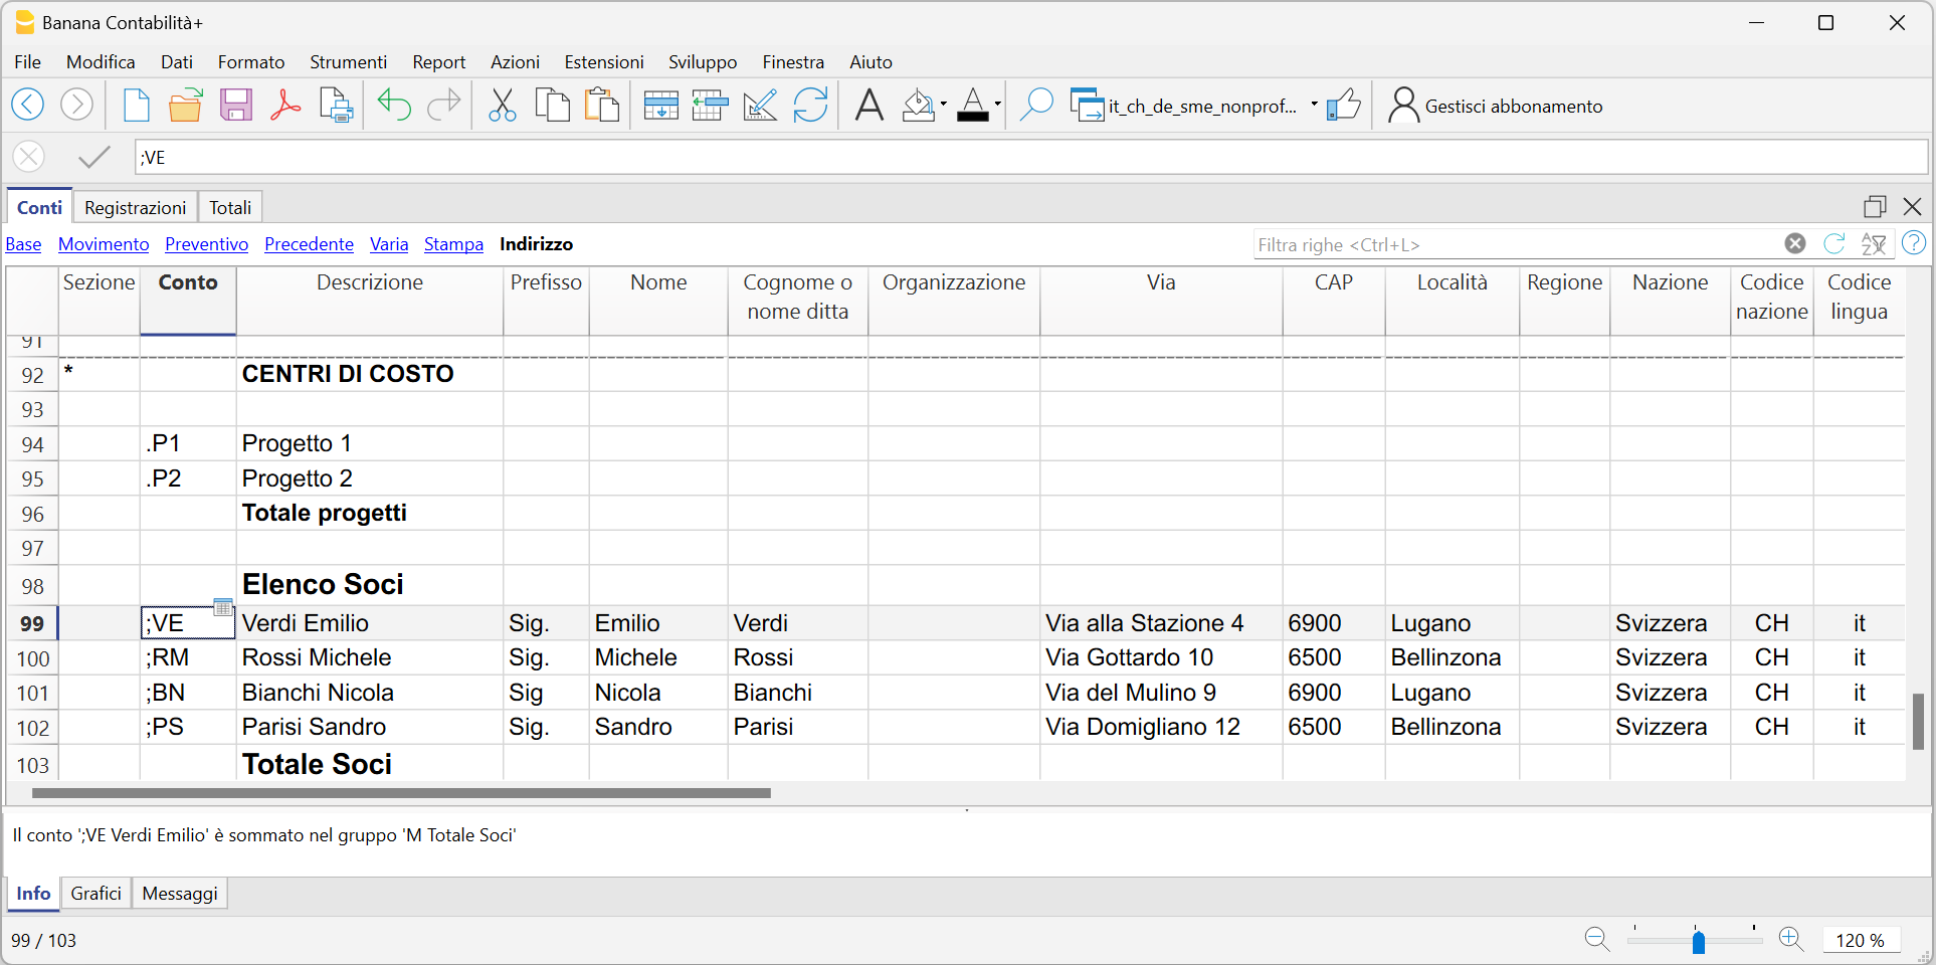 Banana Contabilità+
File Modifica Dati Formato Strumenti Report Azioni Estensioni Sviluppo Finestra Aiuto
A A it_ch_de_sme_nonprof... Gestisci abbonamento
;VE
Conti Registrazioni Totali
Base Movimento Preventivo Precedente Varia Stampa Indirizzo Filtra righe <Ctrl+L>
Sezione Conto Descrizione Prefisso Nome Cognome o nome ditta Organizzazione Via CAP Località Regione Nazione Codice nazione Codice lingua
91
92 * CENTRI DI COSTO
93
94 .P1 Progetto 1
95 .P2 Progetto 2
96 Totale progetti
97
98 Elenco Soci
99 ;VE Verdi Emilio Sig. Emilio Verdi Via alla Stazione 4 6900 Lugano Svizzera CH it
100 ;RM Rossi Michele Sig. Michele Rossi Via Gottardo 10 6500 Bellinzona Svizzera CH it
101 ;BN Bianchi Nicola Sig Nicola Bianchi Via del Mulino 9 6900 Lugano Svizzera CH it
102 ;PS Parisi Sandro Sig. Sandro Parisi Via Domigliano 12 6500 Bellinzona Svizzera CH it
103 Totale Soci
Il conto ';VE Verdi Emilio' è sommato nel gruppo 'M Totale Soci'
Info Grafici Messaggi
99 / 103 120 %